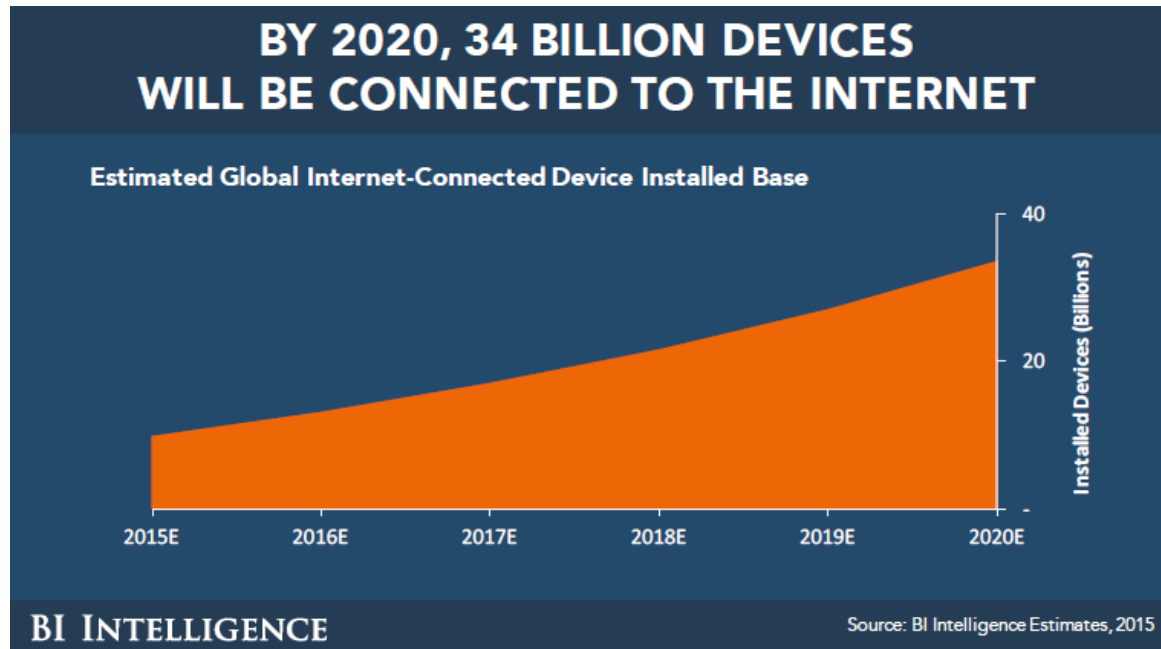 BY 2020, 34 BILLION DEVICES
WILL BE CONNECTED TO THE INTERNET
Estimated Global Internet-Connected Device Installed Base
40
20
-
Installed Devices (Billions)
2015E
2016E
2017E
2018E
2019E
2020E
BI INTELLIGENCE
Source: BI Intelligence Estimates, 2015